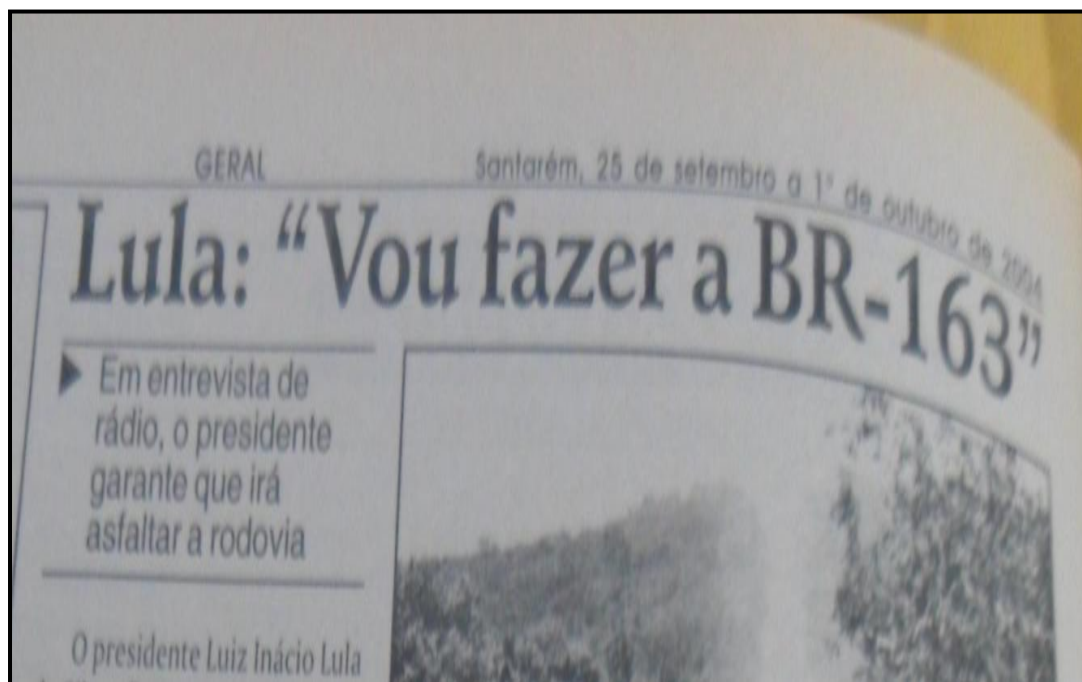 GERAL
Santarém, 25 de setembro a 1º de outubro de 2004
Lula: “Vou fazer a BR-163”
Em entrevista de
rádio, o presidente
garante que irá
asfaltar a rodovia
O presidente Luiz Inácio Lula